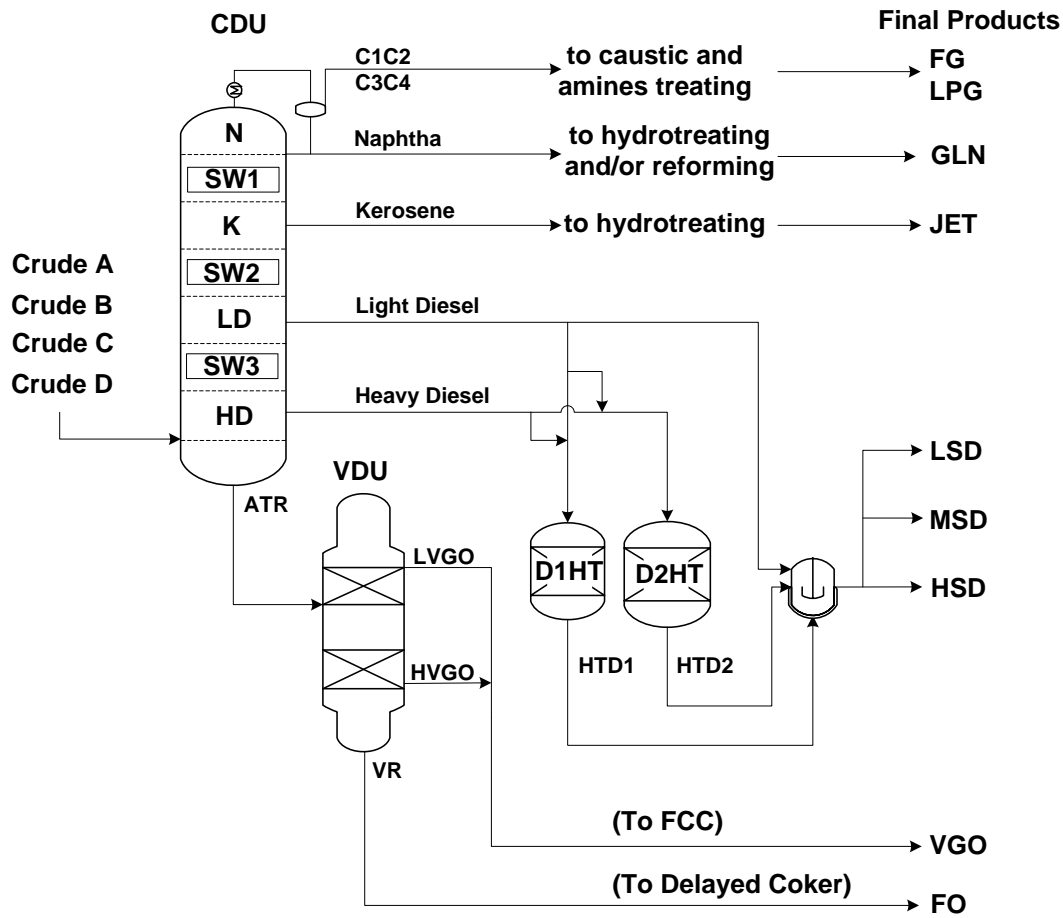 CDU
Final Products
C1C2
C3C4
to caustic and
amines treating
FG
LPG
M
N
Naphtha
to hydrotreating
and/or reforming
GLN
SW1
K
Kerosene
to hydrotreating
JET
SW2
Crude A
Crude B
Crude C
Crude D
LD
Light Diesel
SW3
HD
Heavy Diesel
ATR
VDU
LVGO
HVGO
VR
D1HT
D2HT
HTD1
HTD2
LSD
MSD
HSD
(To FCC)
VGO
(To Delayed Coker)
FO